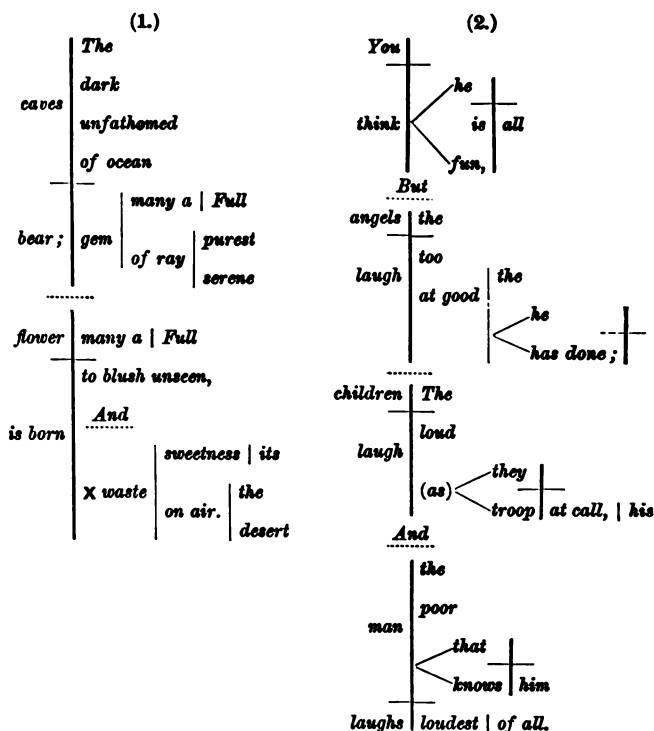 (1.)
The
dark
caves
unfathomed
of ocean
many a | Full
bear; gem
purest
of ray
serene
flower many a | Full
to blush unseen,
And
is born
sweetness | its
X waste
the
on air.
desert
(2.)
You
he
think is all
fun,
But
angels the
too
laugh the
at good
he
has done;
children The
loud
laugh
they
(as)
troop at call, | his
And
the
poor
man
that
knows him
laughs loudest | of all.